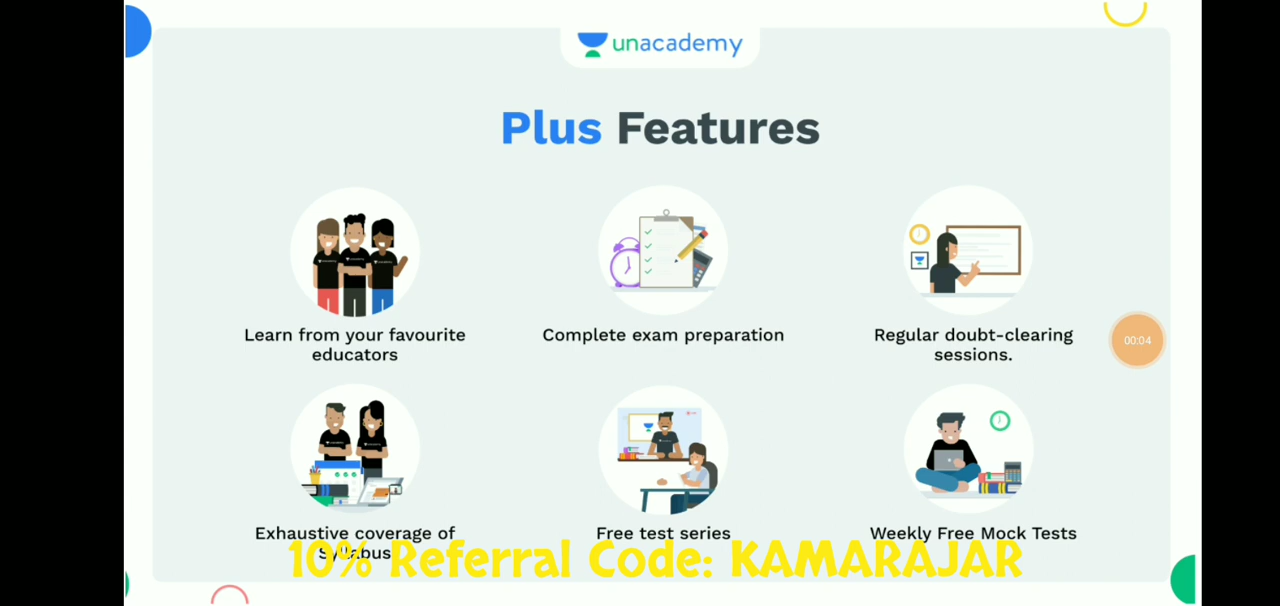 unacademy
Plus Features
Learn from your favourite
educators
Complete exam preparation
Regular doubt-clearing
sessions.
00:04
Exhaustive coverage of
Syllabus
Free test series
Weekly Free Mock Tests
10% Referral Code: KAMARAJAR